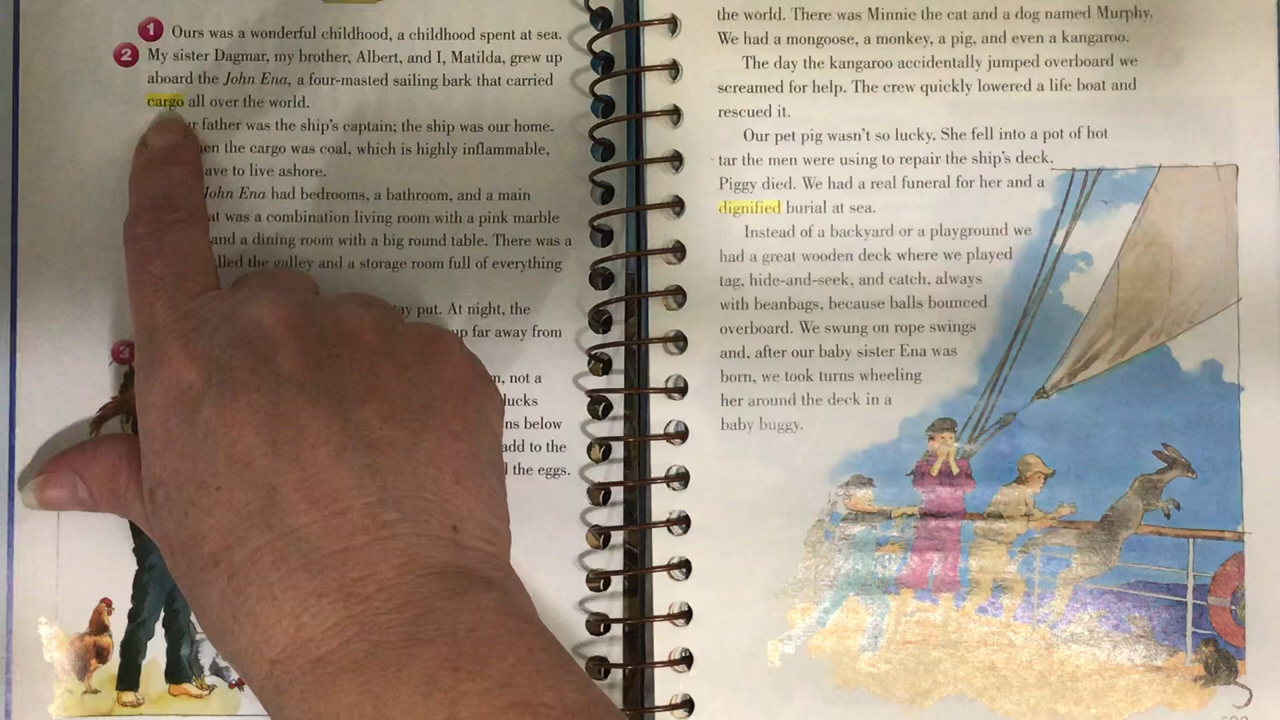 1 Ours was a wonderful childhood, a childhood spent at sea.
2 My sister Dagmar, my brother, Albert, and I, Matilda, grew up
aboard the John Ena, a four-masted sailing bark that carried
cargo all over the world.
father was the ship's captain; the ship was our home.
the cargo was coal, which is highly inflammable,
to live ashore.
John Ena had bedrooms, a bathroom, and a main
was a combination living room with a pink marble
and a dining room with a big round table. There was a
the galley and a storage room full of everything
put. At night, the
far away from
3
not a
below
add to the
the eggs.
the world. There was Minnie the cat and a dog named Murphy.
We had a mongoose, a monkey, a pig, and even a kangaroo.
The day the kangaroo accidentally jumped overboard we
screamed for help. The crew quickly lowered a life boat and
rescued it.
Our pet pig wasn't so lucky. She fell into a pot of hot
tar the men were using to repair the ship's deck.
Piggy died. We had a real funeral for her and a
dignified burial at sea.
Instead of a backyard or a playground we
had a great wooden deck where we played
tag, hide-and-seek, and catch, always
with beanbags, because balls bounced
overboard. We swung on rope swings
and, after our baby sister Ena was
born, we took turns wheeling
her around the deck in a
baby buggy.